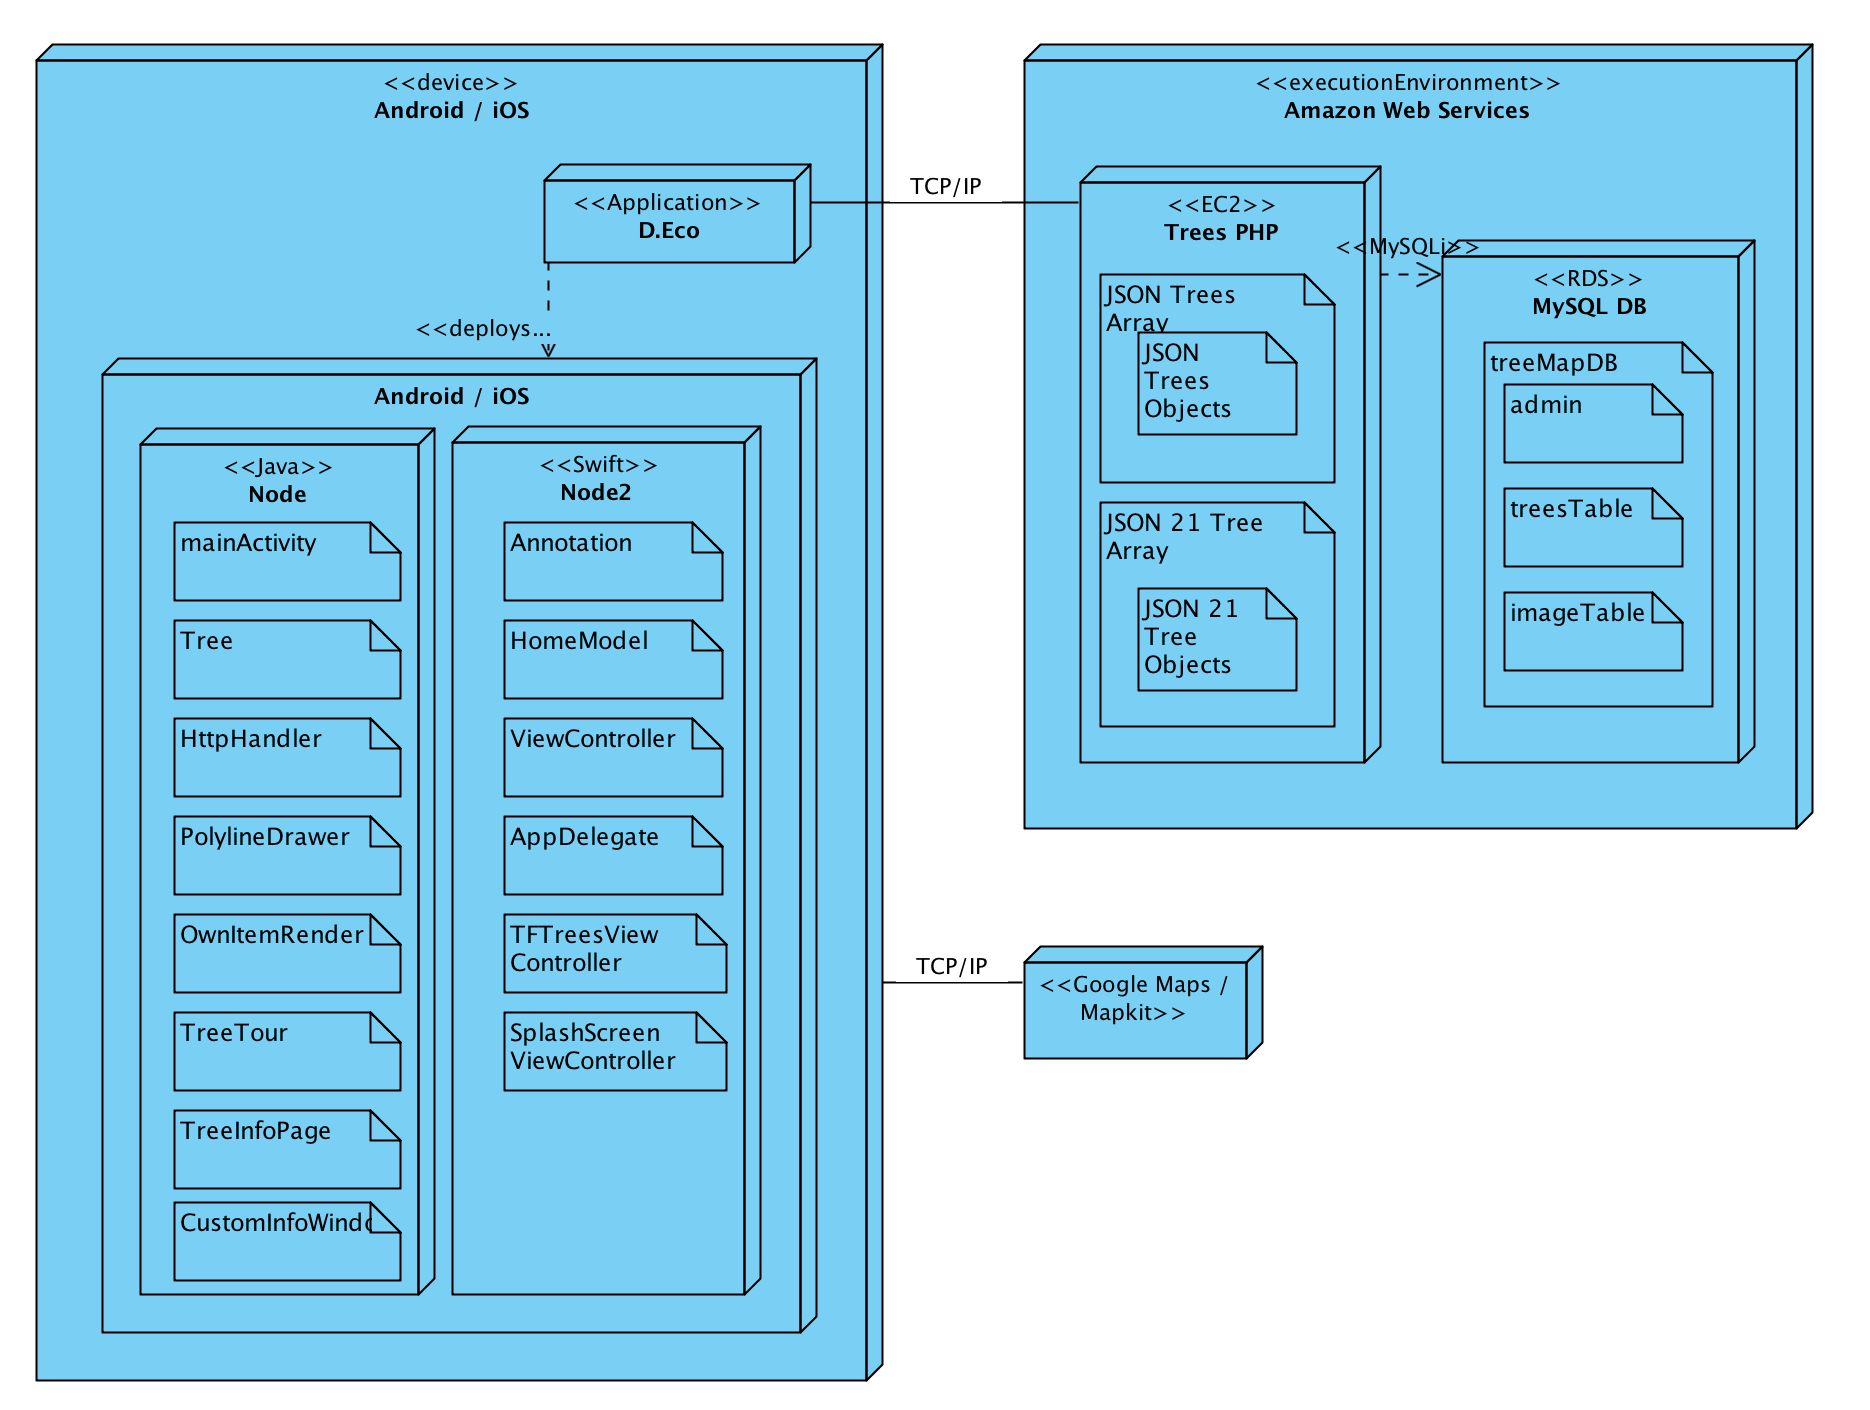 <<device>>
Android / iOS
<<Application>>
D.Eco
<<deploys...
Android / iOS
<<Java>>
Node
mainActivity
Tree
HttpHandler
PolylineDrawer
OwnItemRender
TreeTour
TreeInfoPage
CustomInfoWindo
<<Swift>>
Node2
Annotation
HomeModel
ViewController
AppDelegate
TFTreesView
Controller
SplashScreen
ViewController
TCP/IP
TCP/IP
<<executionEnvironment>>
Amazon Web Services
<<EC2>>
Trees PHP
JSON Trees
Array
JSON
Trees
Objects
JSON 21 Tree
Array
JSON 21
Tree
Objects
<<MySQLi>>
<<RDS>>
MySQL DB
treeMapDB
admin
treesTable
imageTable
<<Google Maps /
Mapkit>>